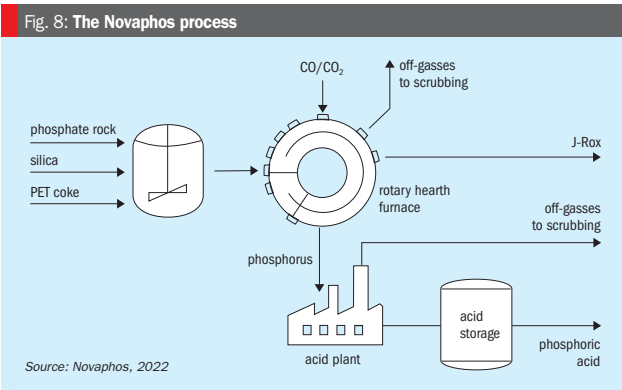 Fig. 8: The Novaphos process
CO/CO₂
off-gasses
to scrubbing
phosphate rock
silica
PET coke
J-Rox
rotary hearth
furnace
off-gasses
to scrubbing
phosphorus
acid
storage
phosphoric
acid
acid plant
Source: Novaphos, 2022